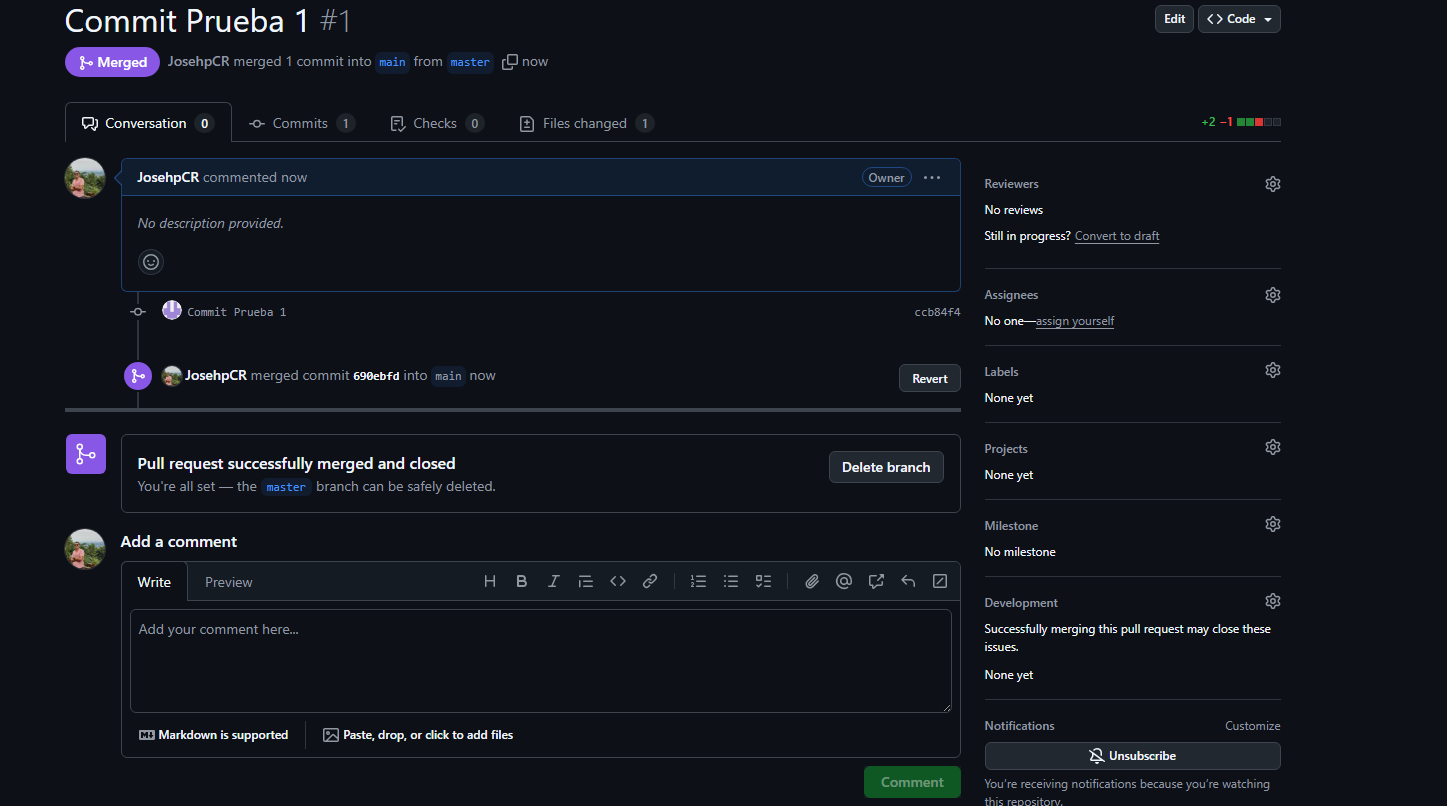 Commit Prueba 1 #1
Edit
<> Code
Merged
JosehpCR merged 1 commit into main from master now
Conversation 0
Commits 1
Checks 0
Files changed 1
+2 −1
JosehpCR commented now
Owner
No description provided.
Commit Prueba 1
ccb84f4
JosehpCR merged commit 690ebfd into main now
Revert
Pull request successfully merged and closed
You're all set — the master branch can be safely deleted.
Delete branch
Add a comment
Write
Preview
Add your comment here...
Markdown is supported
Paste, drop, or click to add files
Comment
Reviewers
No reviews
Still in progress? Convert to draft
Assignees
No one—assign yourself
Labels
None yet
Projects
None yet
Milestone
No milestone
Development
Successfully merging this pull request may close these
issues.
None yet
Notifications
Customize
Unsubscribe
You're receiving notifications because you're watching
this repository.